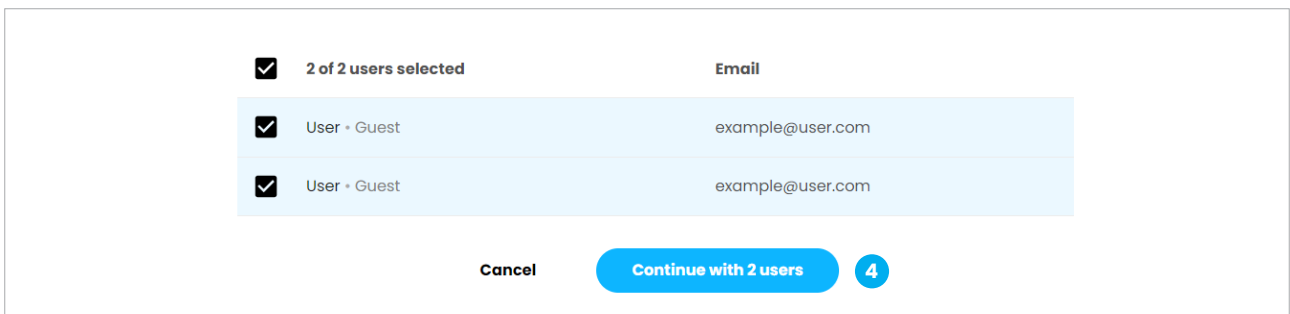 2 of 2 users selected Email
User • Guest example@user.com
User • Guest example@user.com
Cancel Continue with 2 users 4